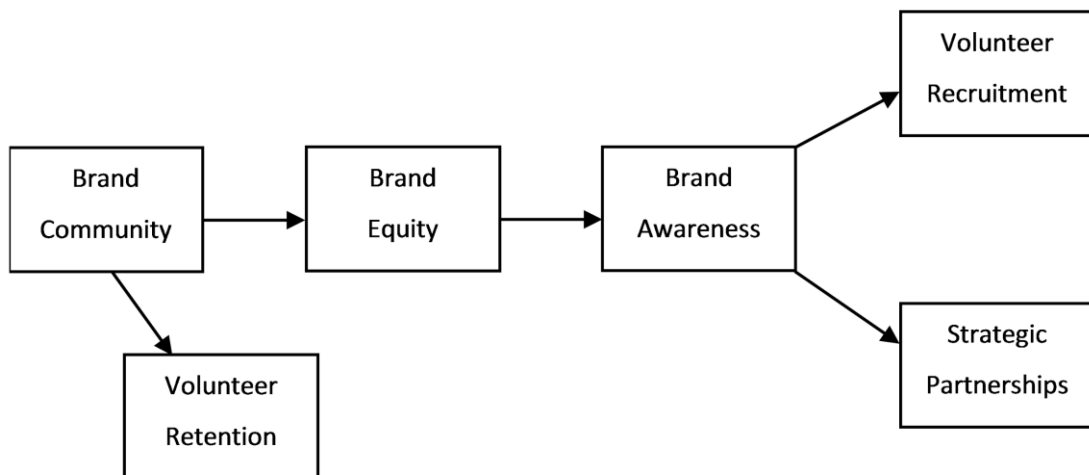 Volunteer
Recruitment
Brand
Community
Brand
Equity
Brand
Awareness
Strategic
Partnerships
Volunteer
Retention